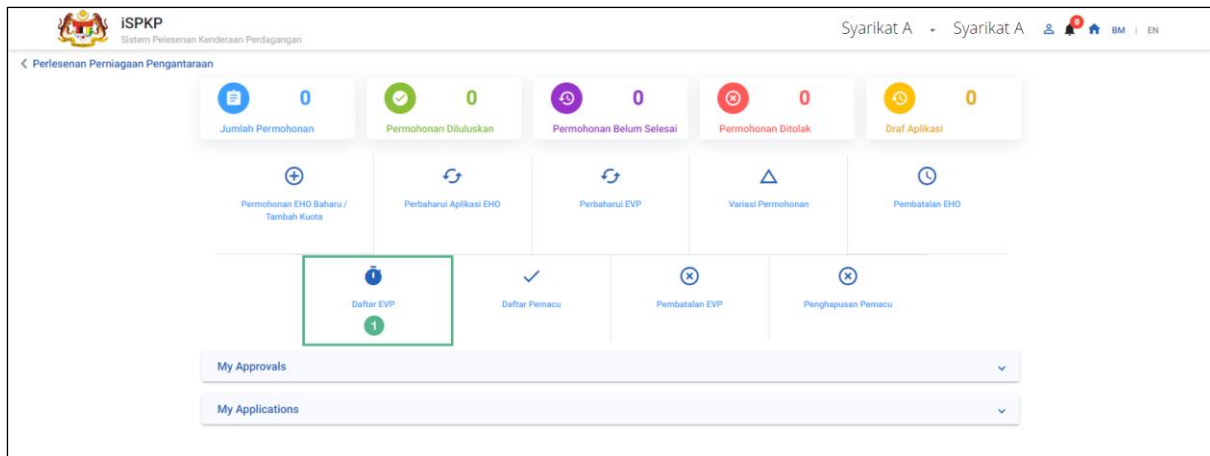 iSPKP
Sistem Pelesenan Kenderaan Perdagangan
Syarikat A Syarikat A 0 BM | EN
Perlesenan Perniagaan Pengantaraan
0 0 0 0 0
Jumlah Permohonan Permohonan Diluluskan Permohonan Belum Selesai Permohonan Ditolak Draf Aplikasi
Permohonan EHO Baharu / Perbaharui Aplikasi EHO Perbaharui EVP Variasi Permohonan Pembatalan EHO
Tambah Kuota
Daftar EVP Daftar Pemacu Pembatalan EVP Penghapusan Pemacu
1
My Approvals
My Applications